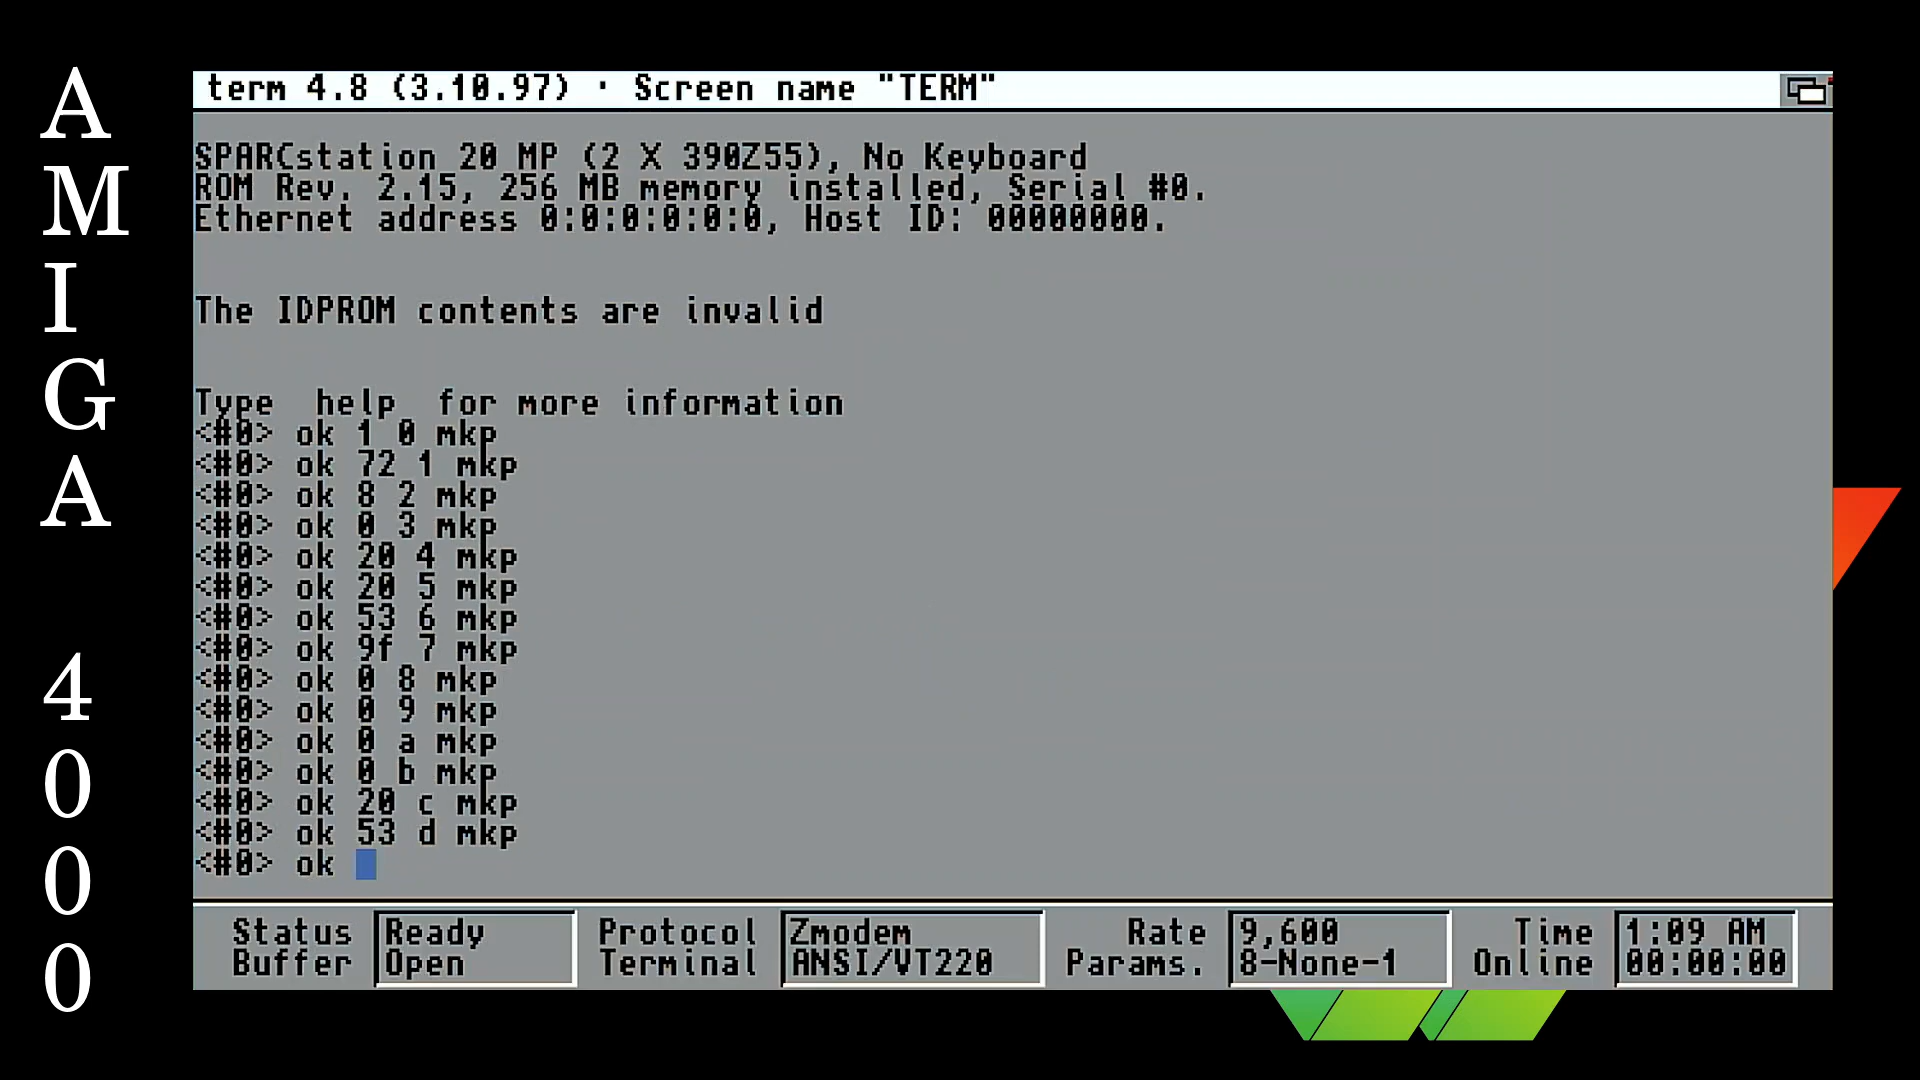 AMIGA 4000
term 4.8 (3.10.97) · Screen name "TERM"
SPARCstation 20 MP (2 X 390Z55), No Keyboard
ROM Rev. 2.15, 256 MB memory installed, Serial #0.
Ethernet address 0:0:0:0:0:0, Host ID: 00000000.
The IDPROM contents are invalid
Type  help  for more information
<#0> ok 1 0 mkp
<#0> ok 72 1 mkp
<#0> ok 8 2 mkp
<#0> ok 0 3 mkp
<#0> ok 20 4 mkp
<#0> ok 20 5 mkp
<#0> ok 53 6 mkp
<#0> ok 9f 7 mkp
<#0> ok 0 8 mkp
<#0> ok 0 9 mkp
<#0> ok 0 a mkp
<#0> ok 0 b mkp
<#0> ok 20 c mkp
<#0> ok 53 d mkp
<#0> ok
Status Ready Protocol Zmodem Rate 9,600 Time 1:09 AM
Buffer Open Terminal ANSI/VT220 Params. 8-None-1 Online 00:00:00